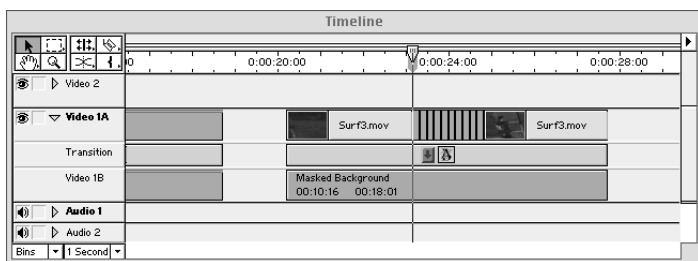 Timeline
0:00:20:00 0:00:24:00 0:00:28:00
Video 2
Video 1A Surf3.mov Surf3.mov
Transition A
Video 1B Masked Background
00:10:16 00:18:01
Audio 1
Audio 2
Bins 1 Second